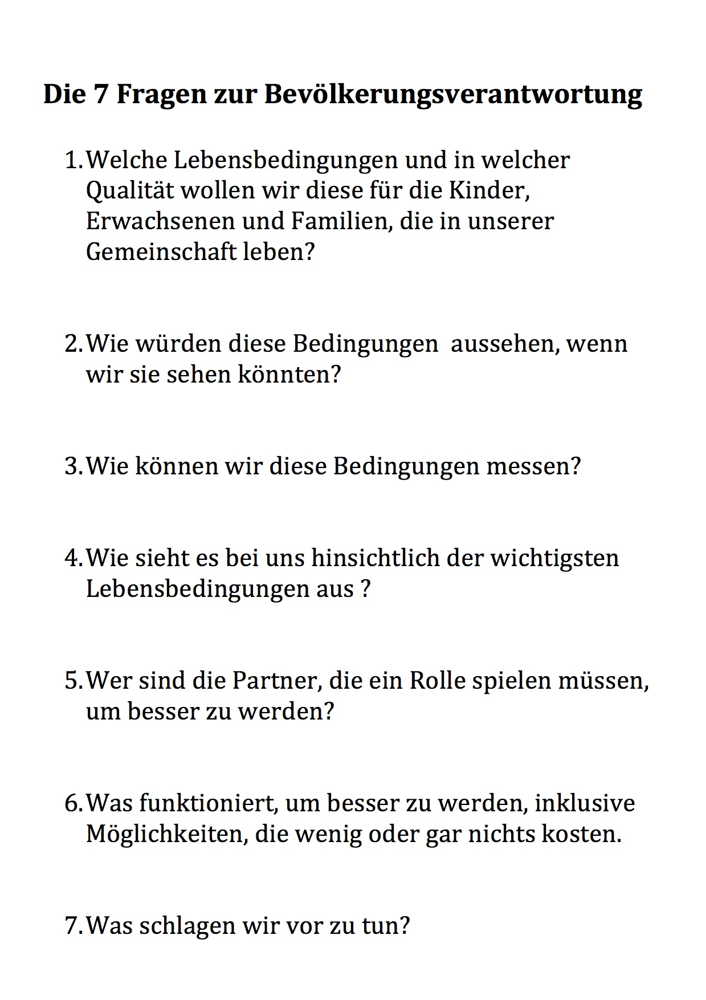 Die 7 Fragen zur Bevölkerungsverantwortung
1. Welche Lebensbedingungen und in welcher
Qualität wollen wir diese für die Kinder,
Erwachsenen und Familien, die in unserer
Gemeinschaft leben?
2. Wie würden diese Bedingungen  aussehen, wenn
wir sie sehen könnten?
3. Wie können wir diese Bedingungen messen?
4. Wie sieht es bei uns hinsichtlich der wichtigsten
Lebensbedingungen aus ?
5. Wer sind die Partner, die ein Rolle spielen müssen,
um besser zu werden?
6. Was funktioniert, um besser zu werden, inklusive
Möglichkeiten, die wenig oder gar nichts kosten.
7. Was schlagen wir vor zu tun?